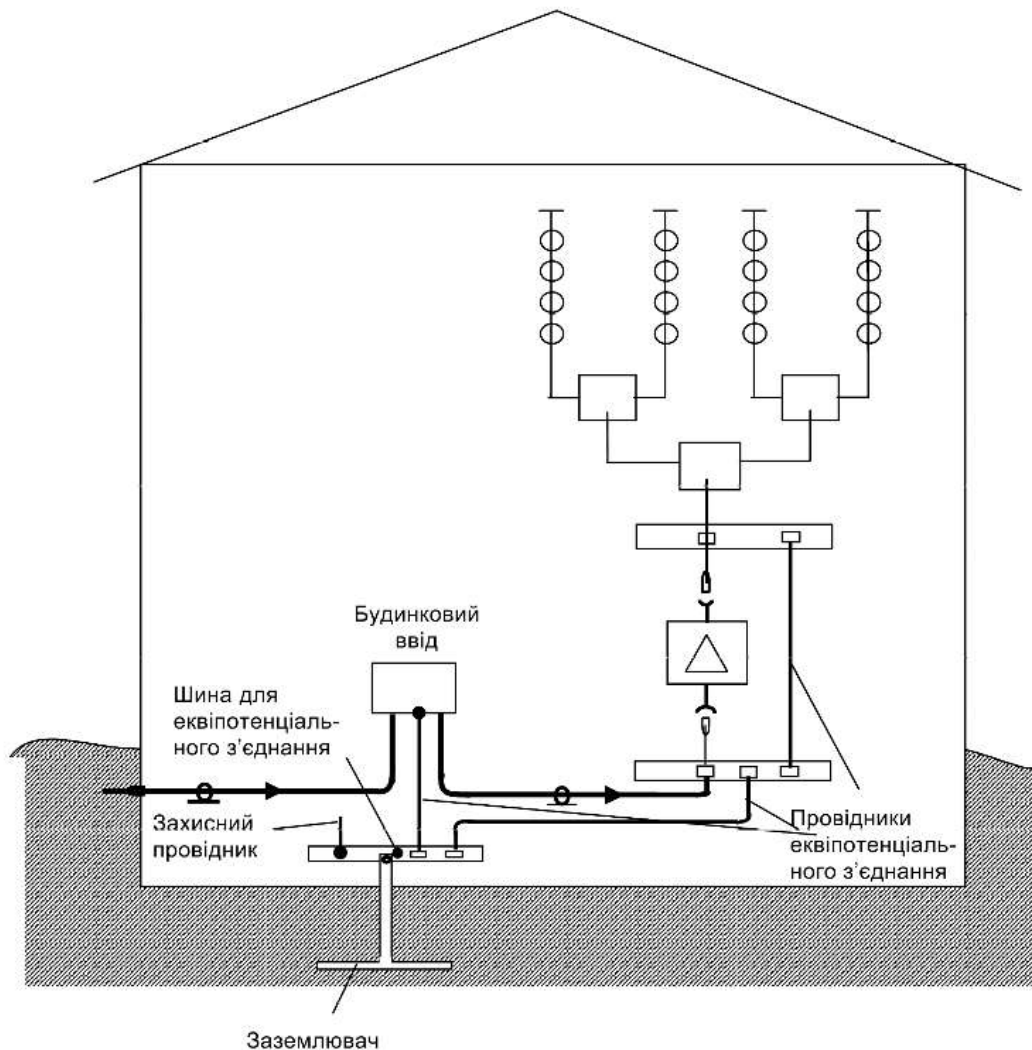 Будинковий
ввід
Шина для
еквіпотенціаль-
ного з’єднання
Захисний
провідник
Провідники
еквіпотенціаль-
ного з’єднання
Заземлювач